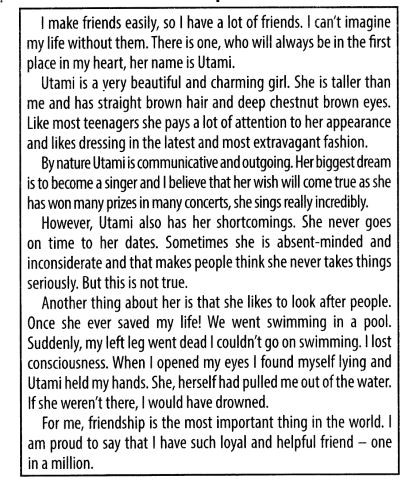 I make friends easily, so I have a lot of friends. I can't imagine
my life without them. There is one, who will always be in the first
place in my heart, her name is Utami.
Utami is a very beautiful and charming girl. She is taller than
me and has straight brown hair and deep chestnut brown eyes.
Like most teenagers she pays a lot of attention to her appearance
and likes dressing in the latest and most extravagant fashion.
By nature Utami is communicative and outgoing. Her biggest dream
is to become a singer and I believe that her wish will come true as she
has won many prizes in many concerts, she sings really incredibly.
However, Utami also has her shortcomings. She never goes
on time to her dates. Sometimes she is absent-minded and
inconsiderate and that makes people think she never takes things
seriously. But this is not true.
Another thing about her is that she likes to look after people.
Once she ever saved my life! We went swimming in a pool.
Suddenly, my left leg went dead I couldn't go on swimming. I lost
consciousness. When I opened my eyes I found myself lying and
Utami held my hands. She, herself had pulled me out of the water.
If she weren't there, I would have drowned.
For me, friendship is the most important thing in the world. I
am proud to say that I have such loyal and helpful friend – one
in a million.